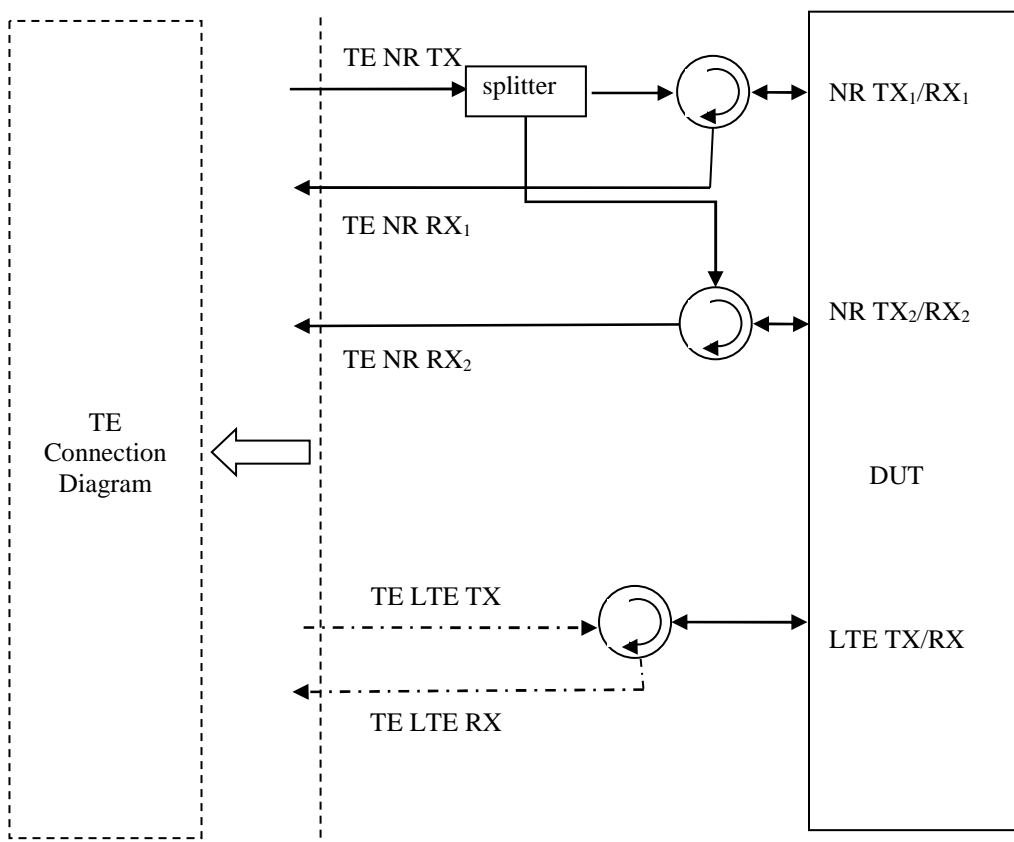 TE NR TX
splitter
NR TX₁/RX₁
TE NR RX₁
NR TX₂/RX₂
TE NR RX₂
TE
Connection
Diagram
DUT
TE LTE TX
LTE TX/RX
TE LTE RX